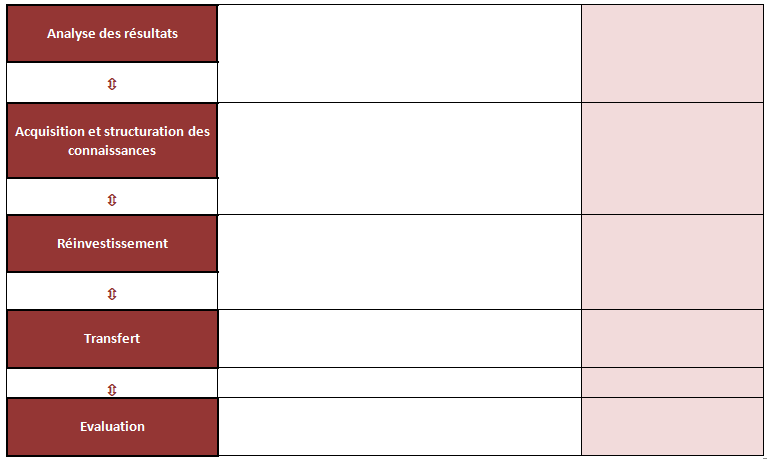 Analyse des résultats
⇳
Acquisition et structuration des
connaissances
⇳
Réinvestissement
⇳
Transfert
⇳
Evaluation